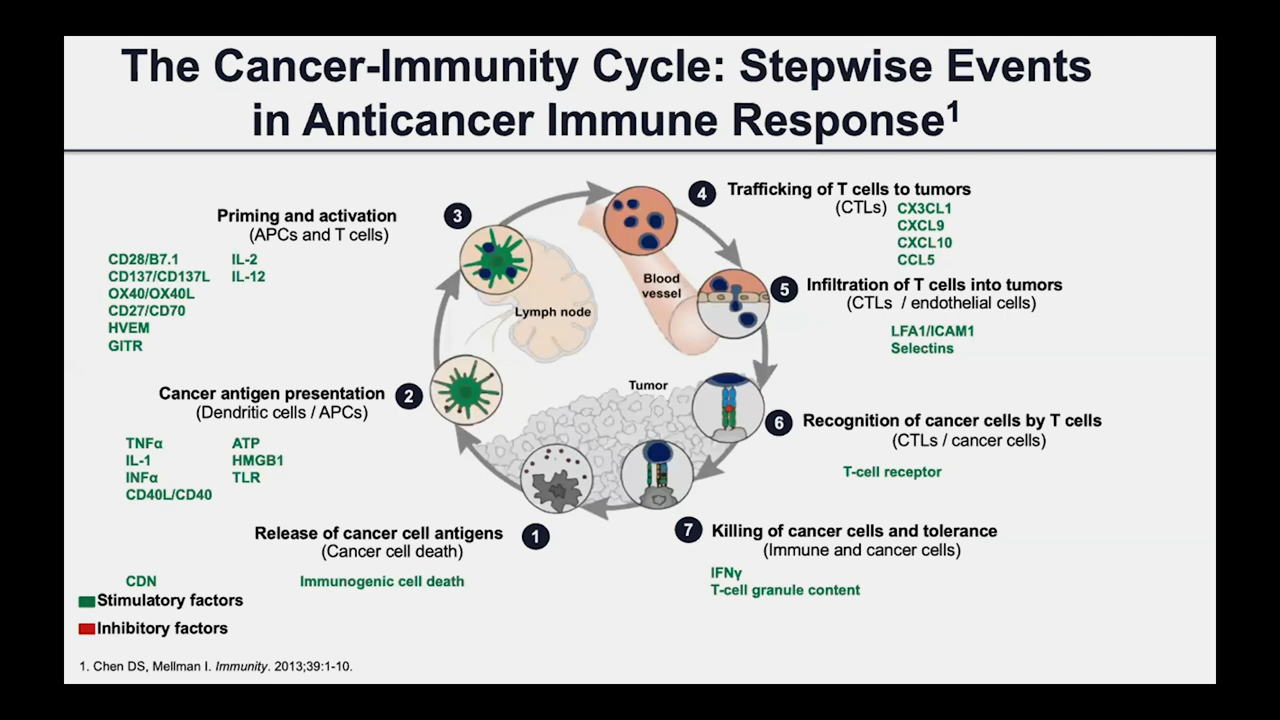 The Cancer-Immunity Cycle: Stepwise Events
in Anticancer Immune Response¹
4 Trafficking of T cells to tumors
(CTLs)
CX3CL1
CXCL9
CXCL10
CCL5
Priming and activation 3
(APCs and T cells)
CD28/B7.1 IL-2
CD137/CD137L IL-12
OX40/OX40L
CD27/CD70
HVEM
GITR
Blood
vessel
Lymph node
5 Infiltration of T cells into tumors
(CTLs / endothelial cells)
LFA1/ICAM1
Selectins
Cancer antigen presentation 2
(Dendritic cells / APCs)
TNFα ATP
IL-1 HMGB1
INFα TLR
CD40L/CD40
Tumor
6 Recognition of cancer cells by T cells
(CTLs / cancer cells)
T-cell receptor
Release of cancer cell antigens 1
(Cancer cell death)
CDN Immunogenic cell death
7 Killing of cancer cells and tolerance
(Immune and cancer cells)
IFNγ
T-cell granule content
Stimulatory factors
Inhibitory factors
1. Chen DS, Mellman I. Immunity. 2013;39:1-10.